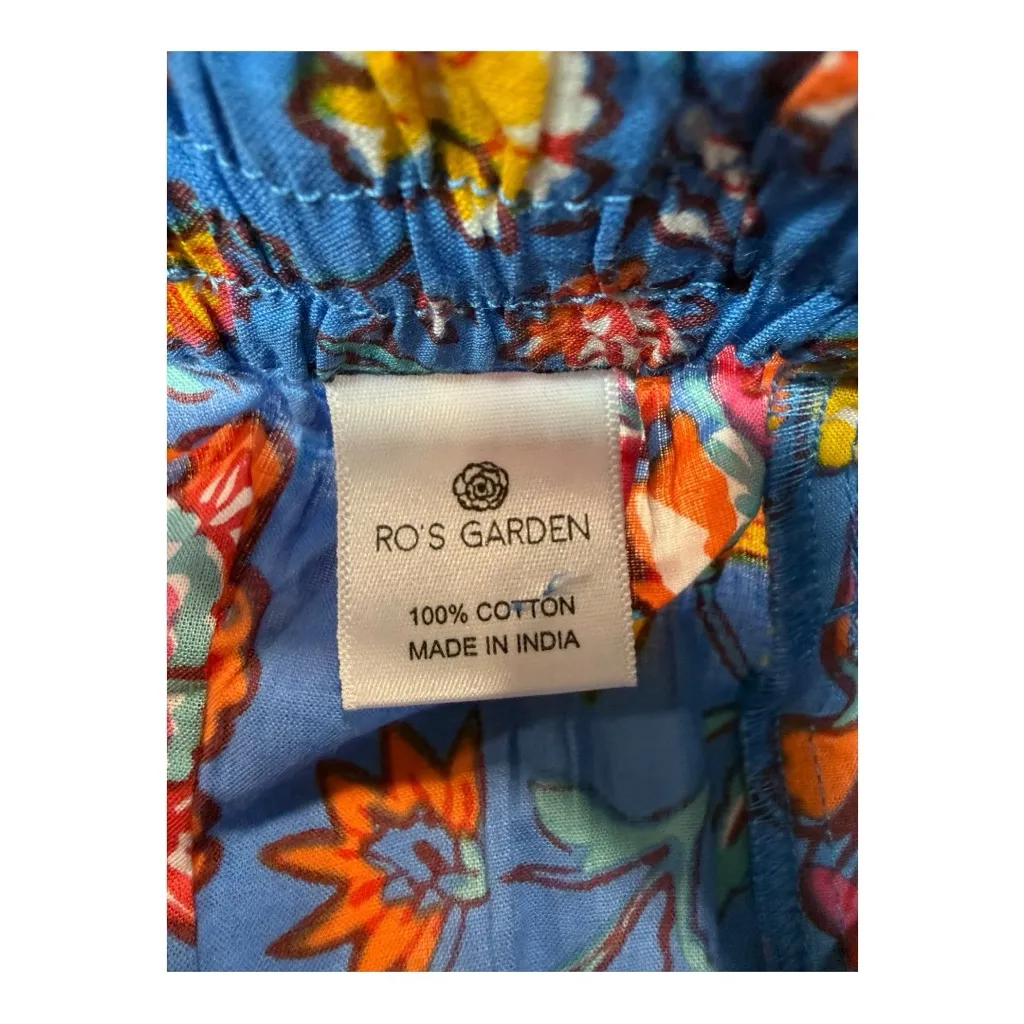 RO'S GARDEN
100% COTTON
MADE IN INDIA